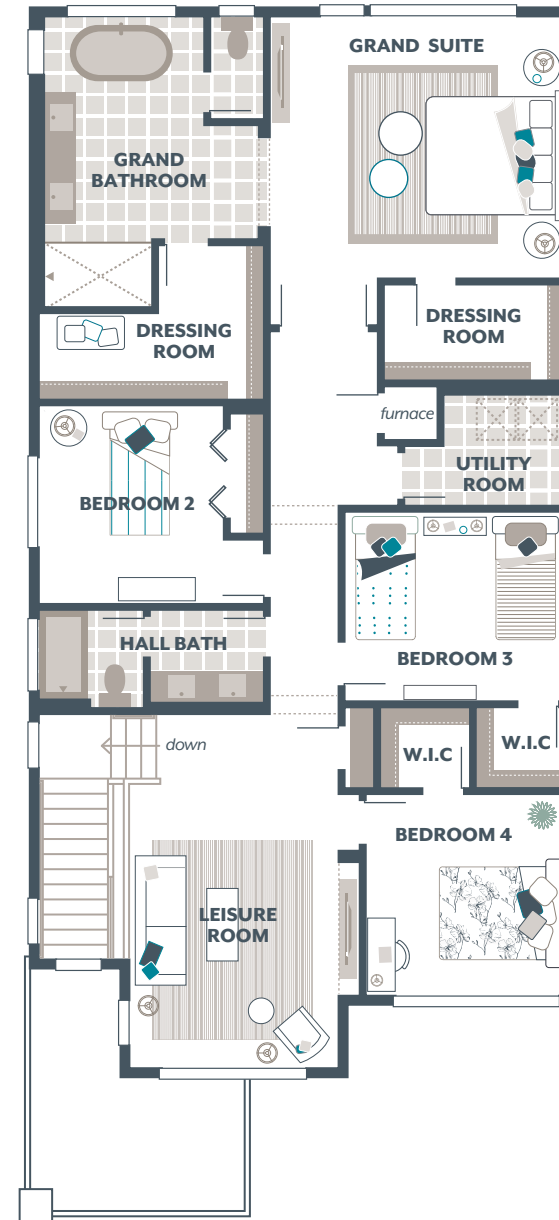 GRAND SUITE
GRAND
BATHROOM
DRESSING
ROOM
DRESSING
ROOM
furnace
UTILITY
ROOM
BEDROOM 2
HALL BATH
BEDROOM 3
W.I.C
W.I.C
down
BEDROOM 4
LEISURE
ROOM